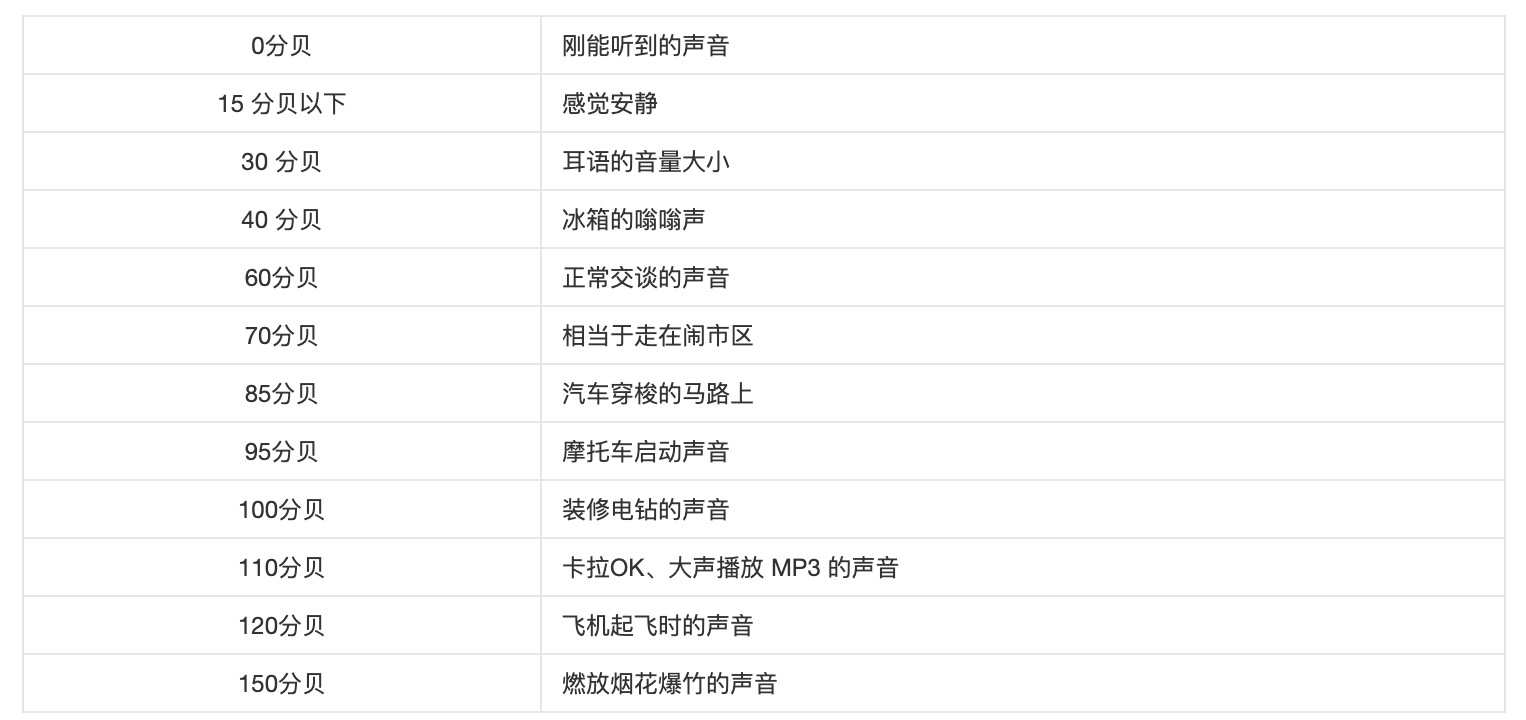 0分贝 刚能听到的声音
15 分贝以下 感觉安静
30 分贝 耳语的音量大小
40 分贝 冰箱的嗡嗡声
60分贝 正常交谈的声音
70分贝 相当于走在闹市区
85分贝 汽车穿梭的马路上
95分贝 摩托车启动声音
100分贝 装修电钻的声音
110分贝 卡拉OK、大声播放 MP3 的声音
120分贝 飞机起飞时的声音
150分贝 燃放烟花爆竹的声音